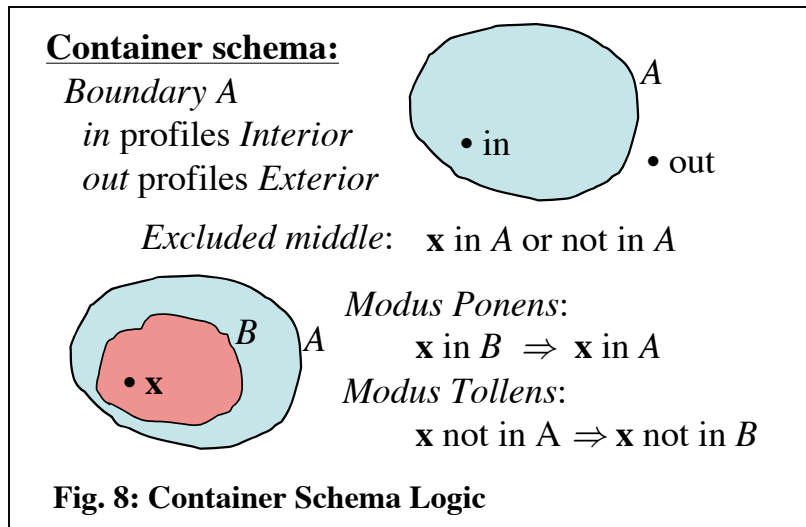 Container schema:
Boundary A
in profiles Interior
out profiles Exterior
A
• in
• out
Excluded middle: x in A or not in A
B
A
• x
Modus Ponens:
x in B ⇒ x in A
Modus Tollens:
x not in A ⇒ x not in B
Fig. 8: Container Schema Logic